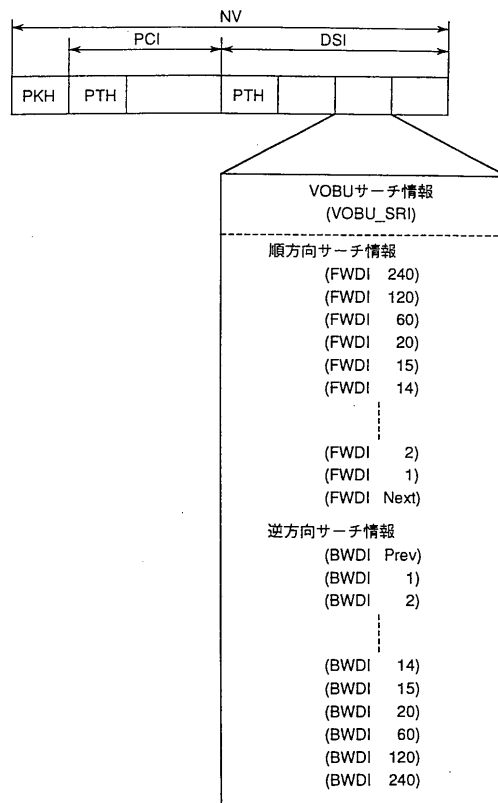 NV
PCI DSI
PKH PTH PTH
VOBUサーチ情報
(VOBU_SRI)
順方向サーチ情報
(FWDI 240)
(FWDI 120)
(FWDI 60)
(FWDI 20)
(FWDI 15)
(FWDI 14)
(FWDI 2)
(FWDI 1)
(FWDI Next)
逆方向サーチ情報
(BWDI Prev)
(BWDI 1)
(BWDI 2)
(BWDI 14)
(BWDI 15)
(BWDI 20)
(BWDI 60)
(BWDI 120)
(BWDI 240)